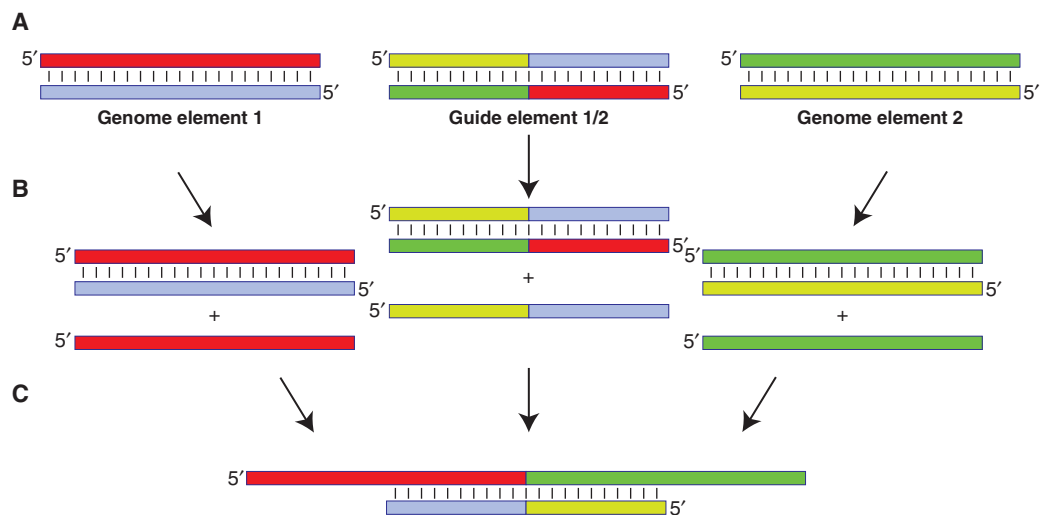 A
5′ 5′ 5′
5′ 5′ 5′
Genome element 1 Guide element 1/2 Genome element 2
B
5′
5′ 5′ 5′
5′ + 5′
+ 5′ +
5′ 5′
C
5′
5′